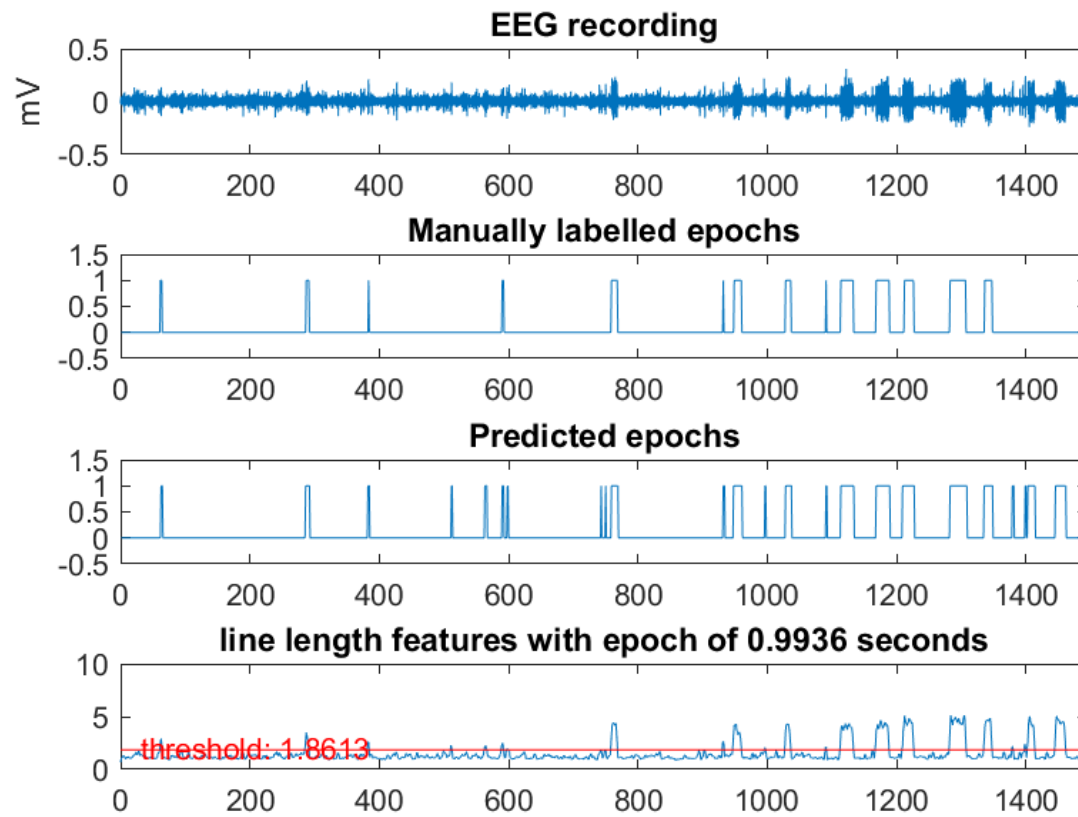 EEG recording
0.5
mV
0
-0.5
0 200 400 600 800 1000 1200 1400
Manually labelled epochs
1.5
1
0.5
0
-0.5
0 200 400 600 800 1000 1200 1400
Predicted epochs
1.5
1
0.5
0
-0.5
0 200 400 600 800 1000 1200 1400
line length features with epoch of 0.9936 seconds
10
5
threshold: 1.8613
0
0 200 400 600 800 1000 1200 1400